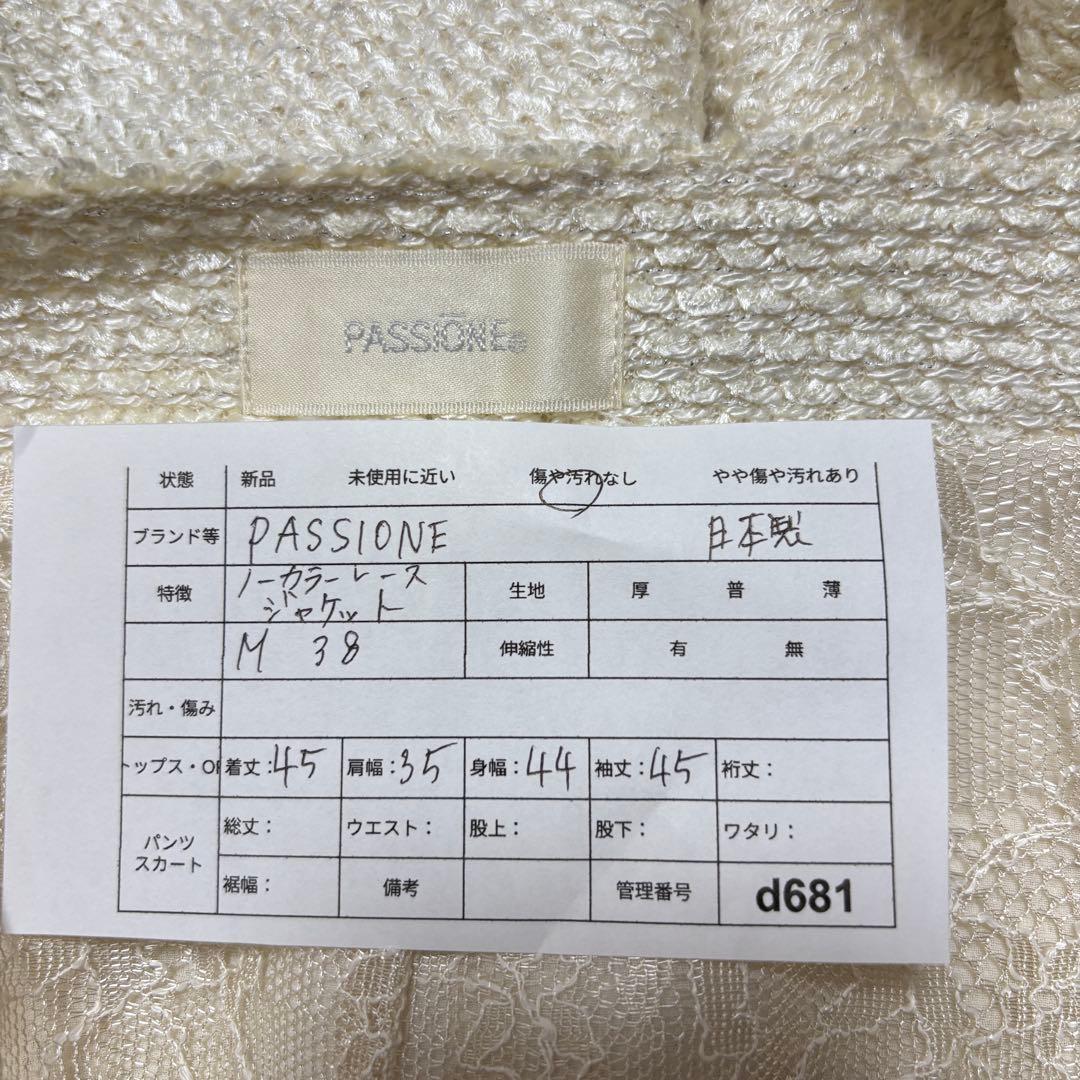 PASSIONE
状態 新品 未使用に近い 傷や汚れなし やや傷や汚れあり
ブランド等 PASSIONE 日本製
特徴 ノーカラーレース
ジャケット 生地 厚 普 薄
M 38 伸縮性 有 無
汚れ・傷み
トップス・OP 着丈:45 肩幅:35 身幅:44 袖丈:45 裄丈:
パンツ
スカート 総丈: ウエスト: 股上: 股下: ワタリ:
裾幅: 備考 管理番号 d681